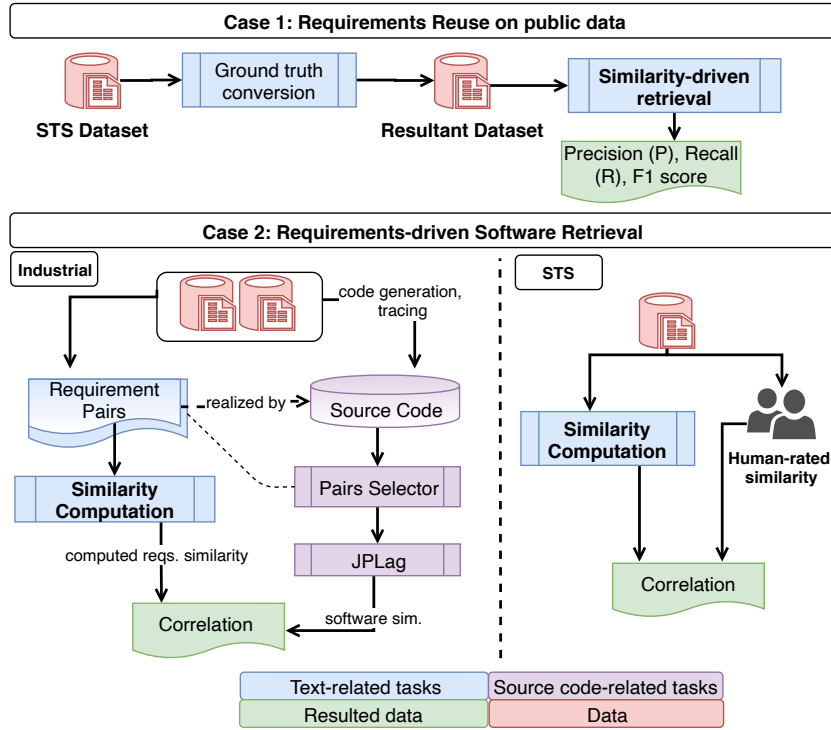 Case 1: Requirements Reuse on public data
STS Dataset
Ground truth
conversion
Resultant Dataset
Similarity-driven
retrieval
Precision (P), Recall
(R), F1 score
Case 2: Requirements-driven Software Retrieval
Industrial
code generation,
tracing
Requirement
Pairs
realized by
Source Code
Similarity
Computation
Pairs Selector
computed reqs. similarity
JPLag
software sim.
Correlation
STS
Similarity
Computation
Human-rated
similarity
Correlation
Text-related tasks
Source code-related tasks
Resulted data
Data